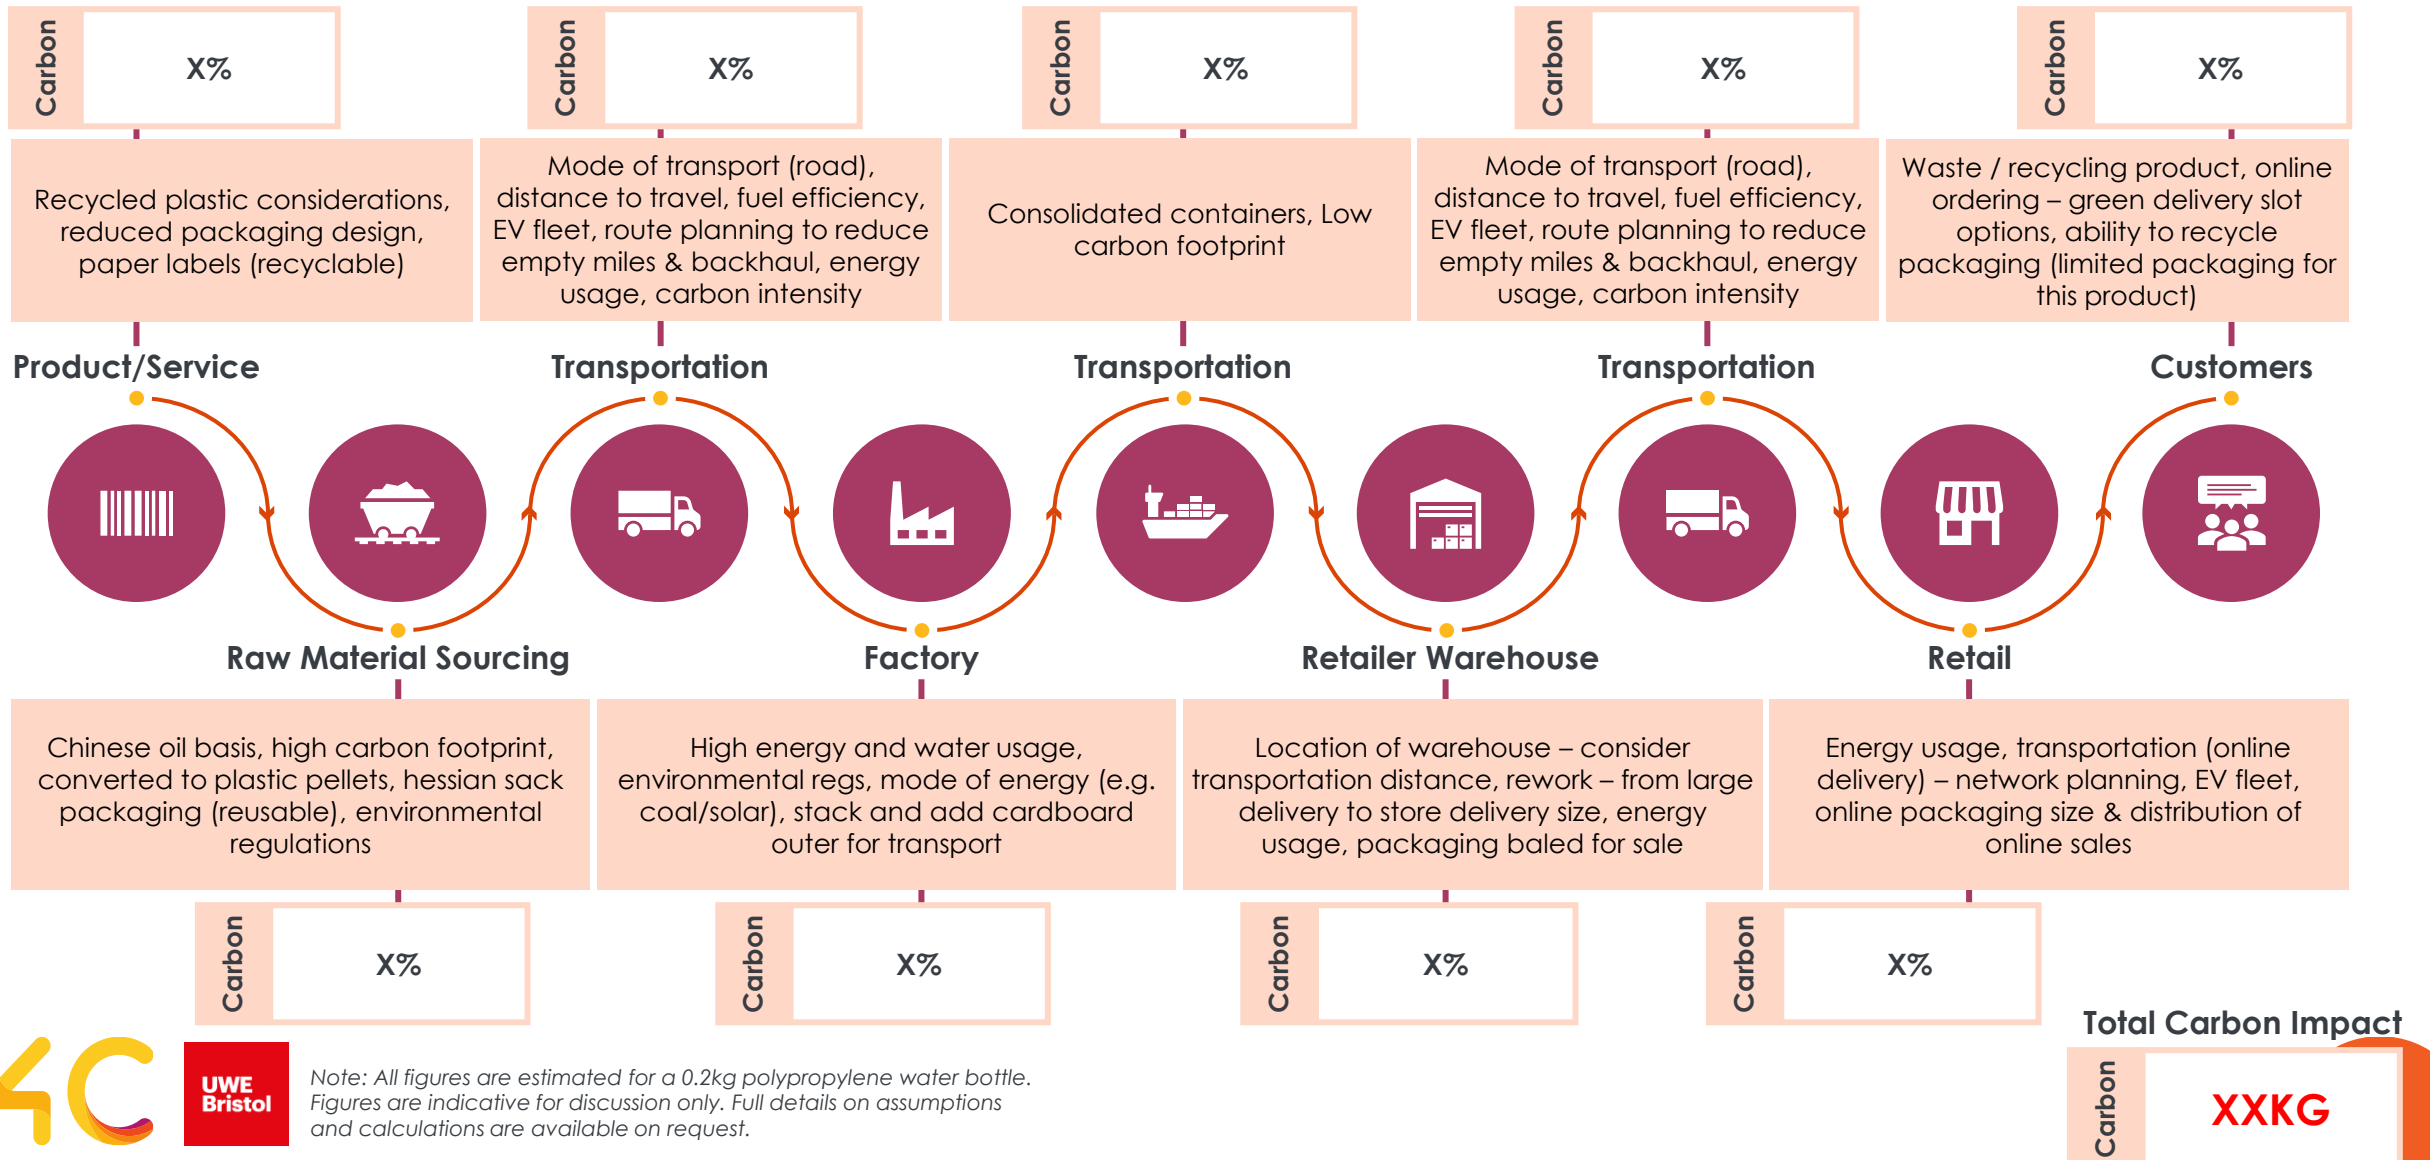 Carbon
X%
Carbon
X%
Carbon
X%
Carbon
X%
Carbon
X%
Recycled plastic considerations,
reduced packaging design,
paper labels (recyclable)
Mode of transport (road),
distance to travel, fuel efficiency,
EV fleet, route planning to reduce
empty miles & backhaul, energy
usage, carbon intensity
Consolidated containers, Low
carbon footprint
Mode of transport (road),
distance to travel, fuel efficiency,
EV fleet, route planning to reduce
empty miles & backhaul, energy
usage, carbon intensity
Waste / recycling product, online
ordering – green delivery slot
options, ability to recycle
packaging (limited packaging for
this product)
Product/Service
Transportation
Transportation
Transportation
Customers
Raw Material Sourcing
Factory
Retailer Warehouse
Retail
Chinese oil basis, high carbon footprint,
converted to plastic pellets, hessian sack
packaging (reusable), environmental
regulations
High energy and water usage,
environmental regs, mode of energy (e.g.
coal/solar), stack and add cardboard
outer for transport
Location of warehouse – consider
transportation distance, rework – from large
delivery to store delivery size, energy
usage, packaging baled for sale
Energy usage, transportation (online
delivery) – network planning, EV fleet,
online packaging size & distribution of
online sales
Carbon
X%
Carbon
X%
Carbon
X%
Carbon
X%
4C
UWE
Bristol
Note: All figures are estimated for a 0.2kg polypropylene water bottle.
Figures are indicative for discussion only. Full details on assumptions
and calculations are available on request.
Total Carbon Impact
Carbon
XXKG